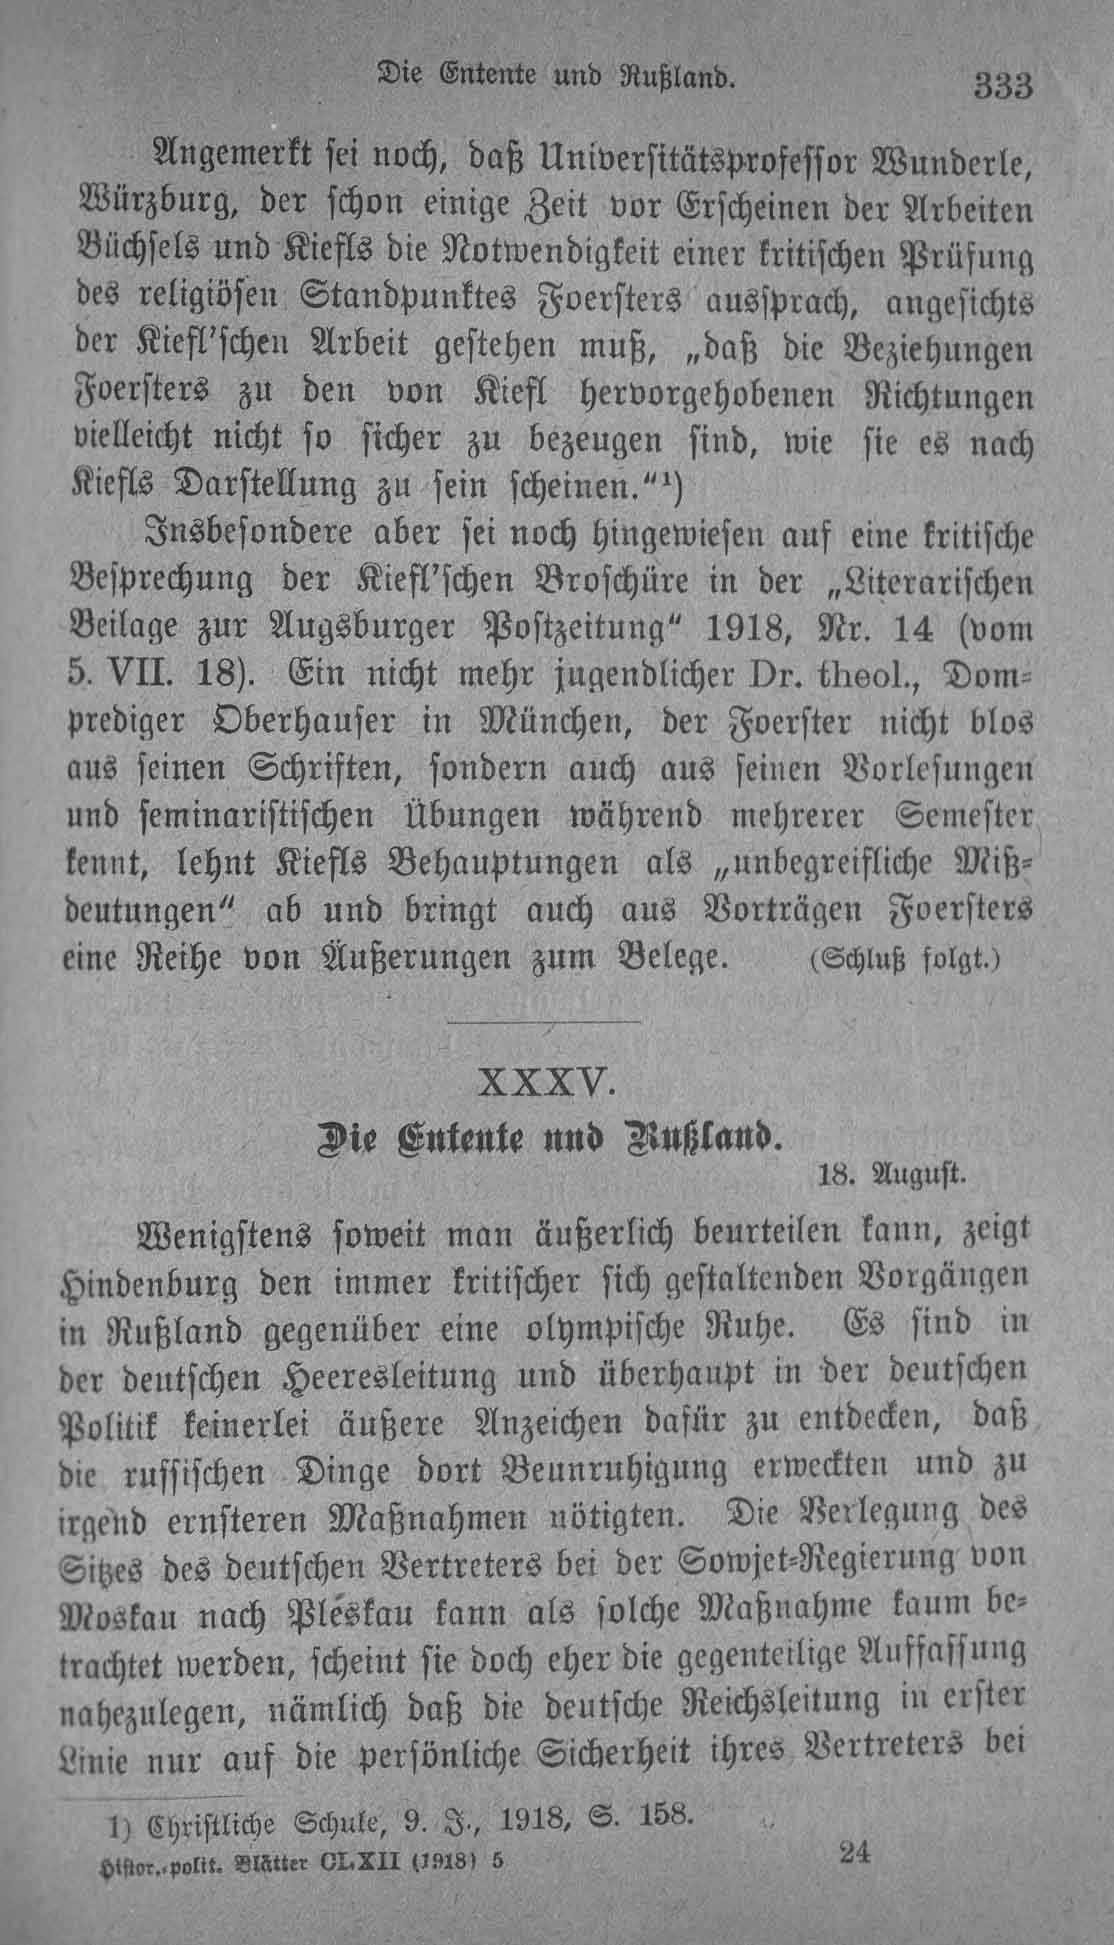 Die Entente und Rußland.
333
Angemerkt sei noch, daß Universitätsprofessor Wunderle,
Würzburg, der schon einige Zeit vor Erscheinen der Arbeiten
Büchsels und Kiefls die Notwendigkeit einer kritischen Prüfung
des religiösen Standpunktes Foersters aussprach, angesichts
der Kiefl'schen Arbeit gestehen muß, „daß die Beziehungen
Foersters zu den von Kiefl hervorgehobenen Richtungen
vielleicht nicht so sicher zu bezeugen sind, wie sie es nach
Kiefls Darstellung zu sein scheinen."¹)
Insbesondere aber sei noch hingewiesen auf eine kritische
Besprechung der Kiefl'schen Broschüre in der „Literarischen
Beilage zur Augsburger Postzeitung" 1918, Nr. 14 (vom
5. VII. 18). Ein nicht mehr jugendlicher Dr. theol., Dom-
prediger Oberhauser in München, der Foerster nicht blos
aus seinen Schriften, sondern auch aus seinen Vorlesungen
und seminaristischen Übungen während mehrerer Semester
kennt, lehnt Kiefls Behauptungen als „unbegreifliche Miß-
deutungen" ab und bringt auch aus Vorträgen Foersters
eine Reihe von Äußerungen zum Belege. (Schluß folgt.)
XXXV.
Die Entente und Rußland.
18. August.
Wenigstens soweit man äußerlich beurteilen kann, zeigt
Hindenburg den immer kritischer sich gestaltenden Vorgängen
in Rußland gegenüber eine olympische Ruhe. Es sind in
der deutschen Heeresleitung und überhaupt in der deutschen
Politik keinerlei äußere Anzeichen dafür zu entdecken, daß
die russischen Dinge dort Beunruhigung erweckten und zu
irgend ernsteren Maßnahmen nötigten. Die Verlegung des
Sitzes des deutschen Vertreters bei der Sowjet-Regierung von
Moskau nach Pleskau kann als solche Maßnahme kaum be-
trachtet werden, scheint sie doch eher die gegenteilige Auffassung
nahezulegen, nämlich daß die deutsche Reichsleitung in erster
Linie nur auf die persönliche Sicherheit ihres Vertreters bei
1) Christliche Schule, 9. J., 1918, S. 158.
Histor.-polit. Blätter CLXII (1918) 5
24